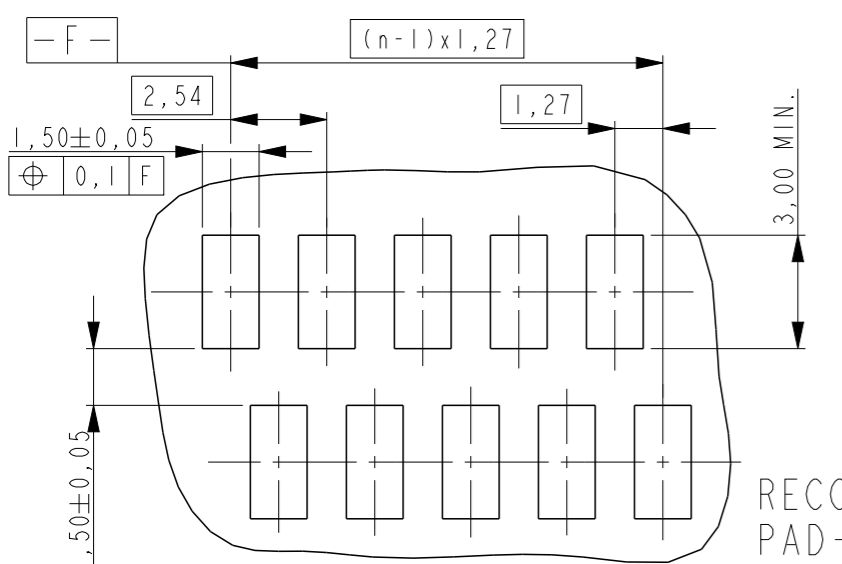 -F-
(n-1)x1,27
2,54
1,27
1,50±0,05
⌖ 0,1 F
3,00 MIN.
,50±0,05
RECO
PAD-